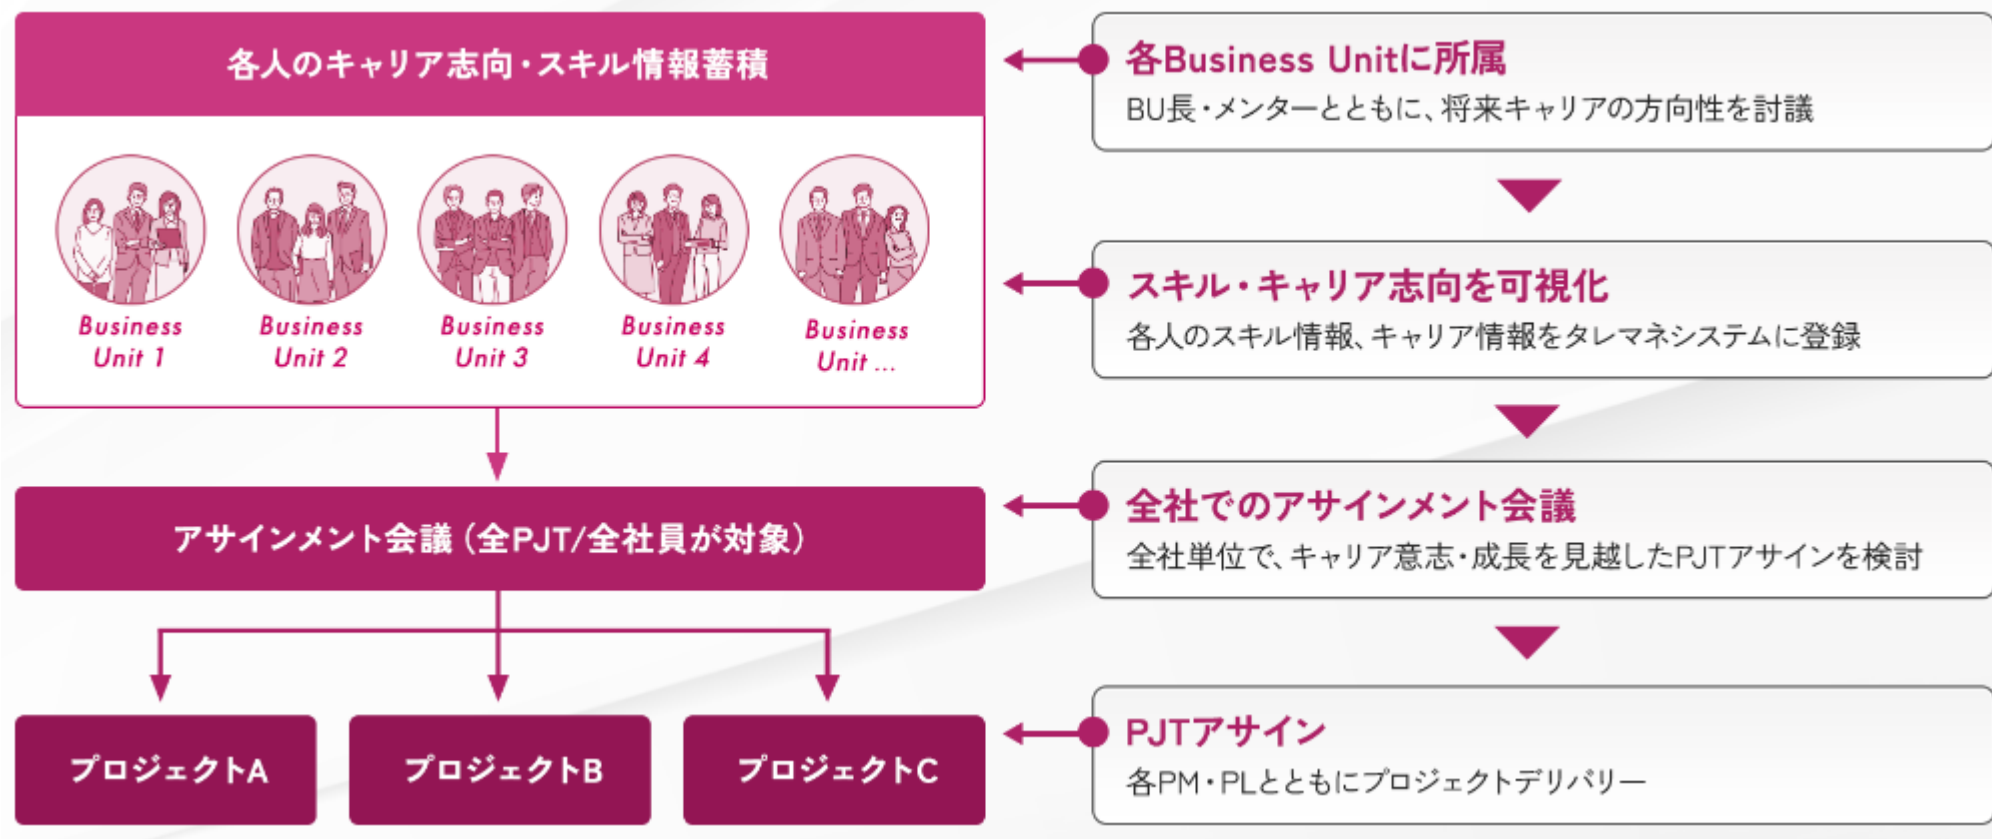 各人のキャリア志向・スキル情報蓄積
Business
Unit 1
Business
Unit 2
Business
Unit 3
Business
Unit 4
Business
Unit ...
アサインメント会議（全PJT/全社員が対象）
プロジェクトA
プロジェクトB
プロジェクトC
各Business Unitに所属
BU長・メンターとともに、将来キャリアの方向性を討議
スキル・キャリア志向を可視化
各人のスキル情報、キャリア情報をタレマネシステムに登録
全社でのアサインメント会議
全社単位で、キャリア意志・成長を見越したPJTアサインを検討
PJTアサイン
各PM・PLとともにプロジェクトデリバリー